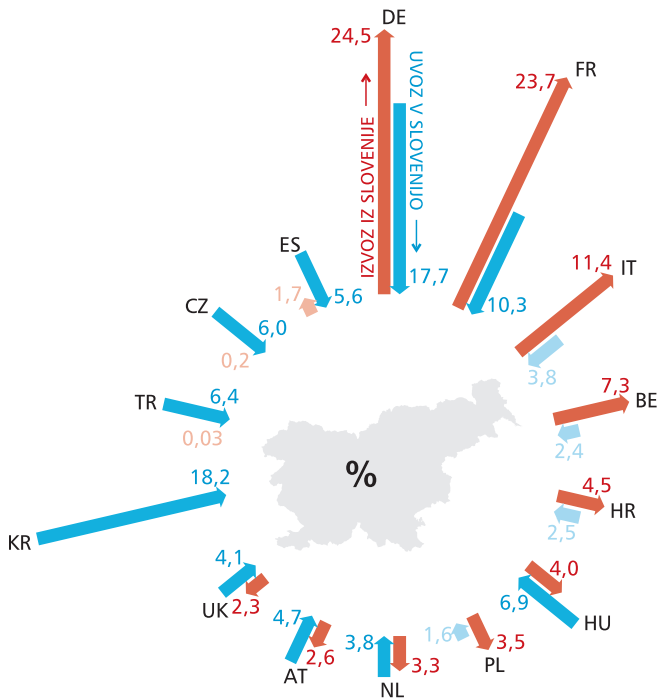 DE
24,5
IZVOZ IZ SLOVENIJE
UVOZ V SLOVENIJO
17,7
FR
23,7
10,3
IT
11,4
3,8
BE
7,3
2,4
HR
4,5
2,5
HU
4,0
6,9
PL
3,5
1,6
NL
3,8
3,3
AT
4,7
2,6
UK
4,1
2,3
KR
18,2
TR
6,4
0,03
CZ
6,0
0,2
ES
5,6
1,7
%